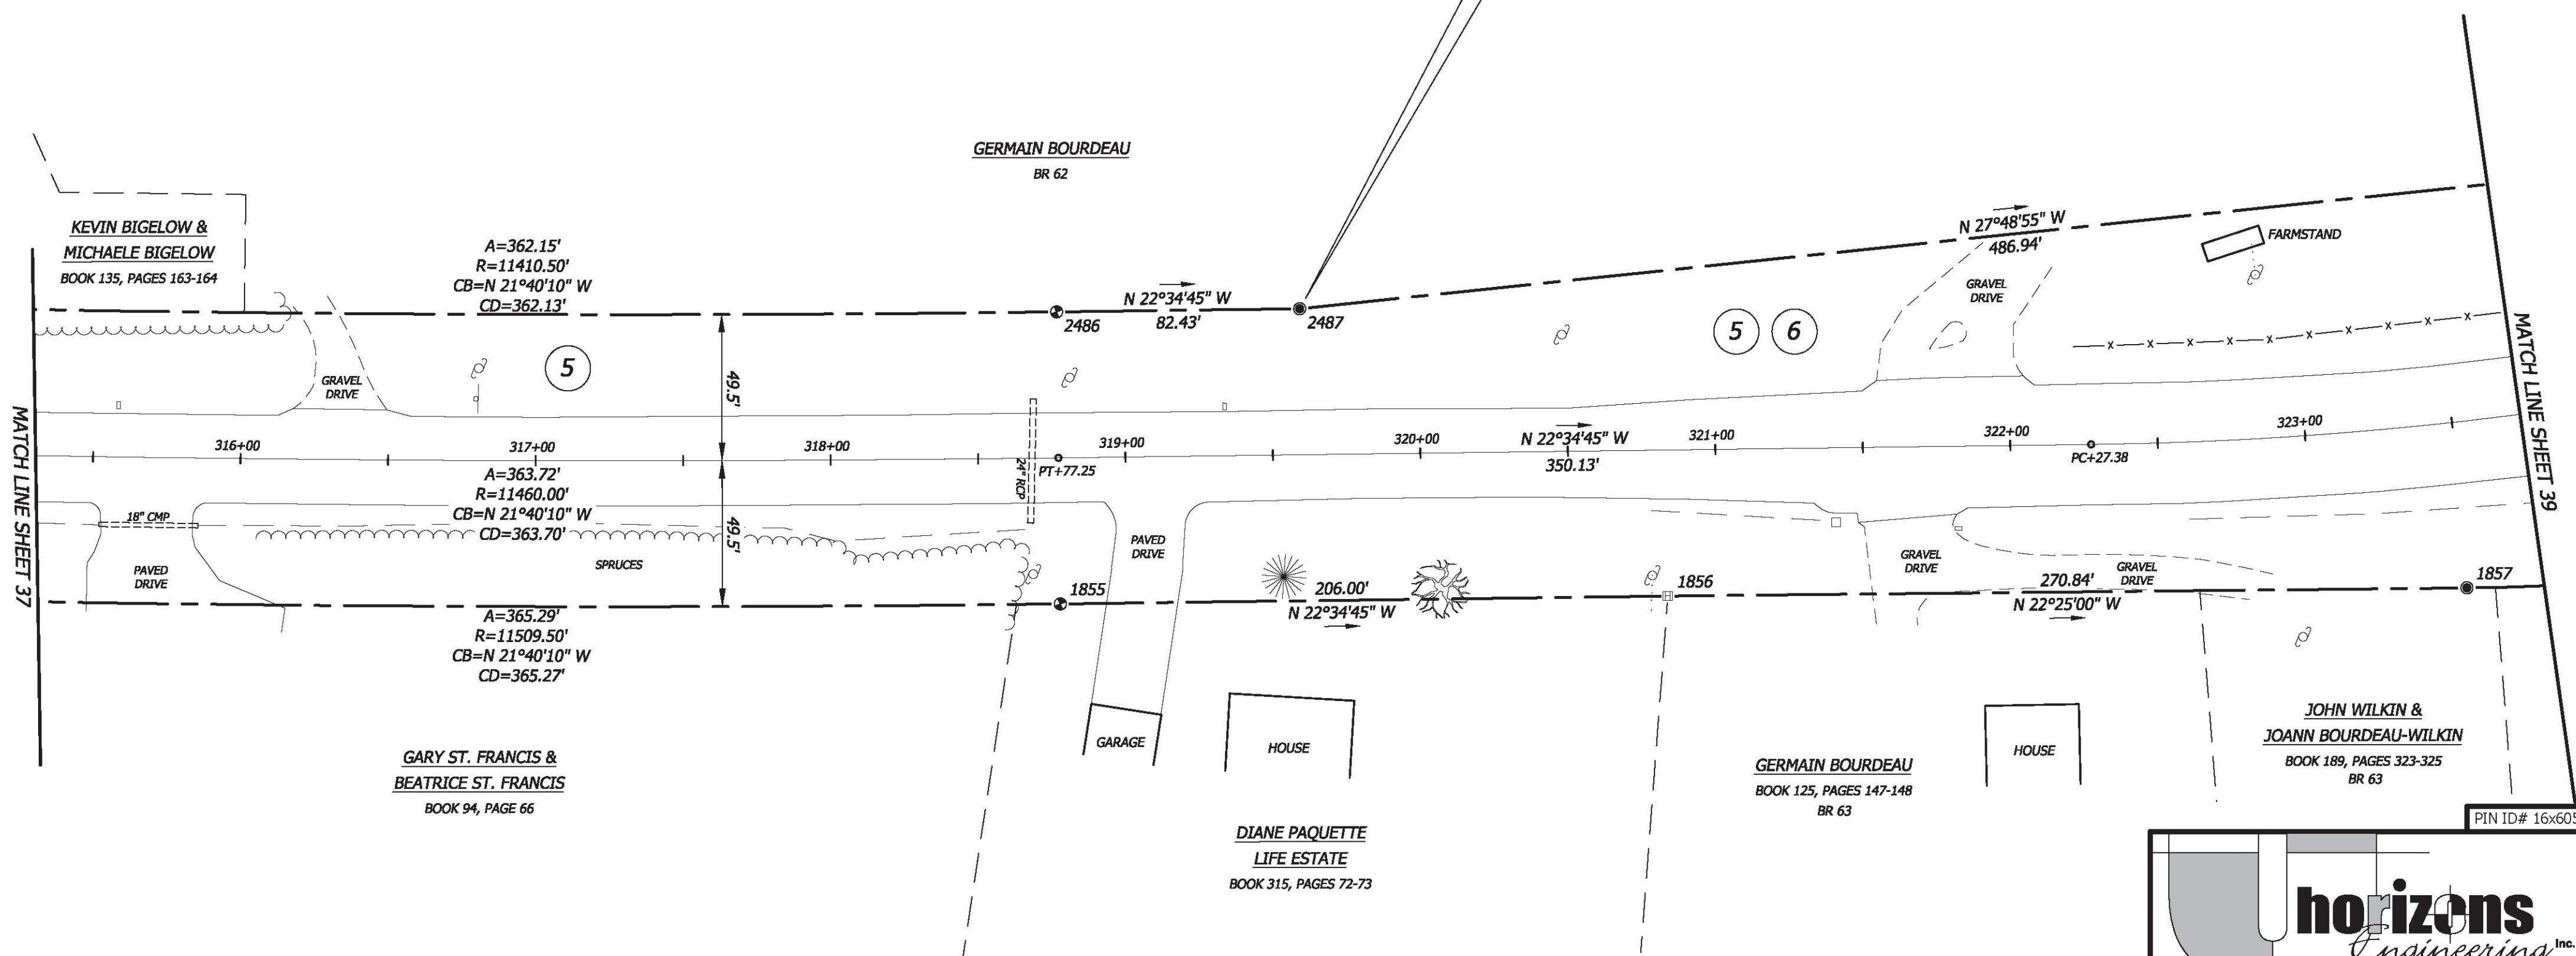 GERMAIN BOURDEAU
BR 62
KEVIN BIGELOW &
MICHAELE BIGELOW
BOOK 135, PAGES 163-164
A=362.15'
R=11410.50'
CB=N 21°40'10" W
CD=362.13'
N 22°34'45" W
82.43'
2486
2487
N 27°48'55" W
486.94'
FARMSTAND
GRAVEL
DRIVE
GRAVEL
DRIVE
5
5
6
49.5'
MATCH LINE SHEET 37
MATCH LINE SHEET 39
316+00
317+00
318+00
319+00
320+00
N 22°34'45" W
350.13'
321+00
322+00
323+00
PT+77.25
PC+27.38
24" RCP
A=363.72'
R=11460.00'
CB=N 21°40'10" W
CD=363.70'
49.5'
18" CMP
PAVED
DRIVE
SPRUCES
PAVED
DRIVE
GRAVEL
DRIVE
GRAVEL
DRIVE
1855
206.00'
N 22°34'45" W
1856
270.84'
N 22°25'00" W
1857
A=365.29'
R=11509.50'
CB=N 21°40'10" W
CD=365.27'
GARAGE
HOUSE
HOUSE
GARY ST. FRANCIS &
BEATRICE ST. FRANCIS
BOOK 94, PAGE 66
DIANE PAQUETTE
LIFE ESTATE
BOOK 315, PAGES 72-73
GERMAIN BOURDEAU
BOOK 125, PAGES 147-148
BR 63
JOHN WILKIN &
JOANN BOURDEAU-WILKIN
BOOK 189, PAGES 323-325
BR 63
PIN ID# 16x605
horizons
Engineering Inc.